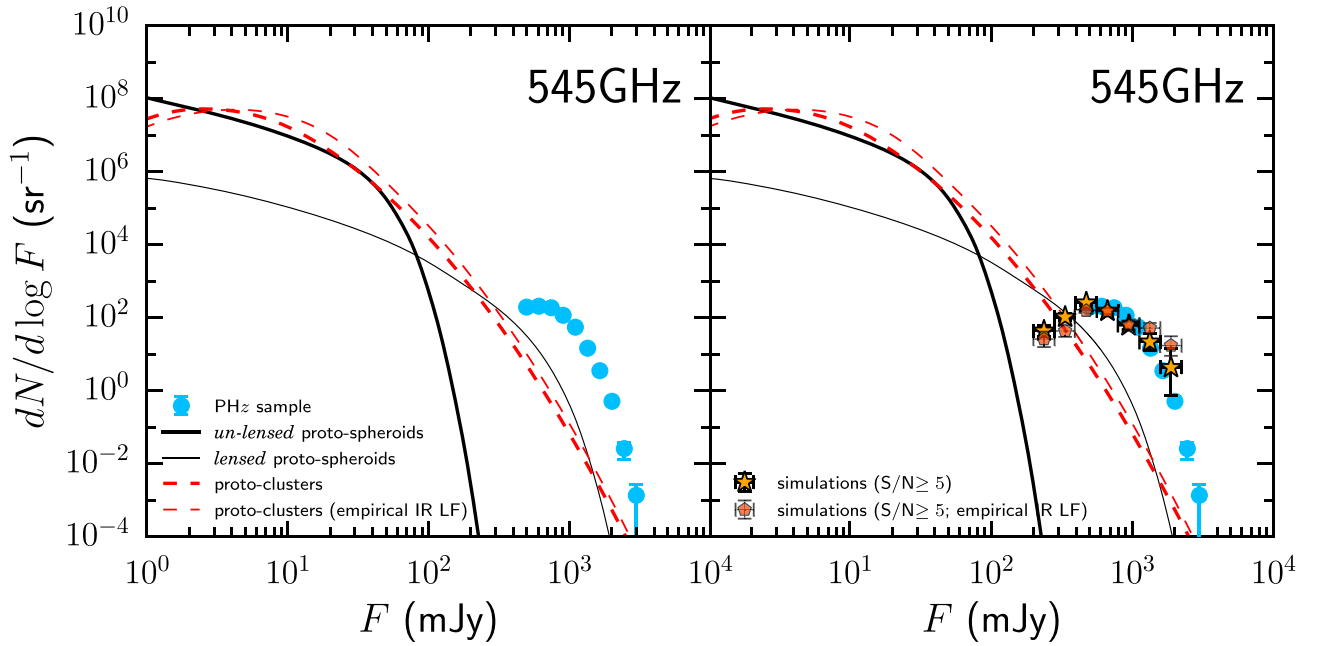 10^10
10^8
10^6
10^4
10^2
10^0
10^−2
10^−4
dN/d log F (sr^−1)
545GHz
545GHz
PHz sample
un-lensed proto-spheroids
lensed proto-spheroids
proto-clusters
proto-clusters (empirical IR LF)
simulations (S/N≥ 5)
simulations (S/N≥ 5; empirical IR LF)
10^0 10^1 10^2 10^3 10^4 10^1 10^2 10^3 10^4
F (mJy) F (mJy)